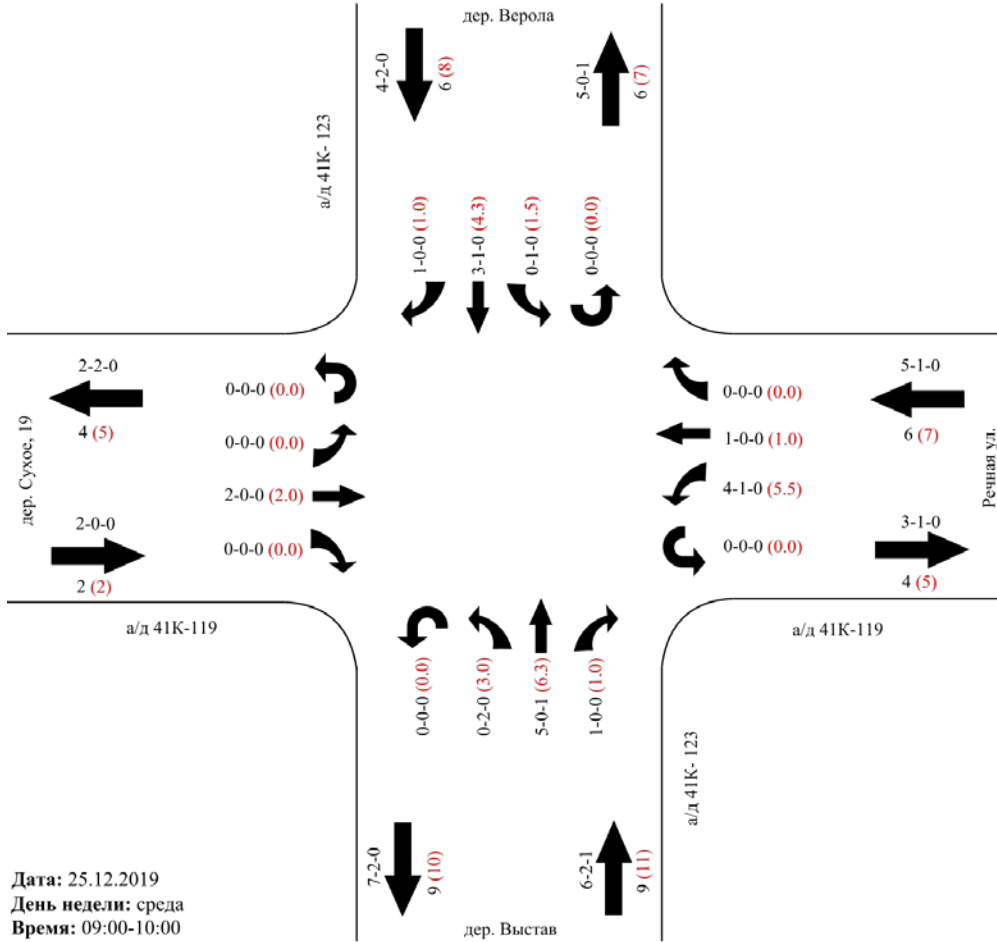 дер. Верола
4-2-0
6 (8)
5-0-1
6 (7)
а/д 41К- 123
1-0-0 (1.0)
3-1-0 (4.3)
0-1-0 (1.5)
0-0-0 (0.0)
2-2-0
4 (5)
дер. Сухое, 19
2-0-0
2 (2)
а/д 41К-119
0-0-0 (0.0)
0-0-0 (0.0)
2-0-0 (2.0)
0-0-0 (0.0)
0-0-0 (0.0)
1-0-0 (1.0)
4-1-0 (5.5)
0-0-0 (0.0)
5-1-0
6 (7)
Речная ул.
3-1-0
4 (5)
а/д 41К-119
0-0-0 (0.0)
0-2-0 (3.0)
5-0-1 (6.3)
1-0-0 (1.0)
а/д 41К- 123
7-2-0
9 (10)
6-2-1
9 (11)
дер. Выстав
Дата: 25.12.2019
День недели: среда
Время: 09:00-10:00